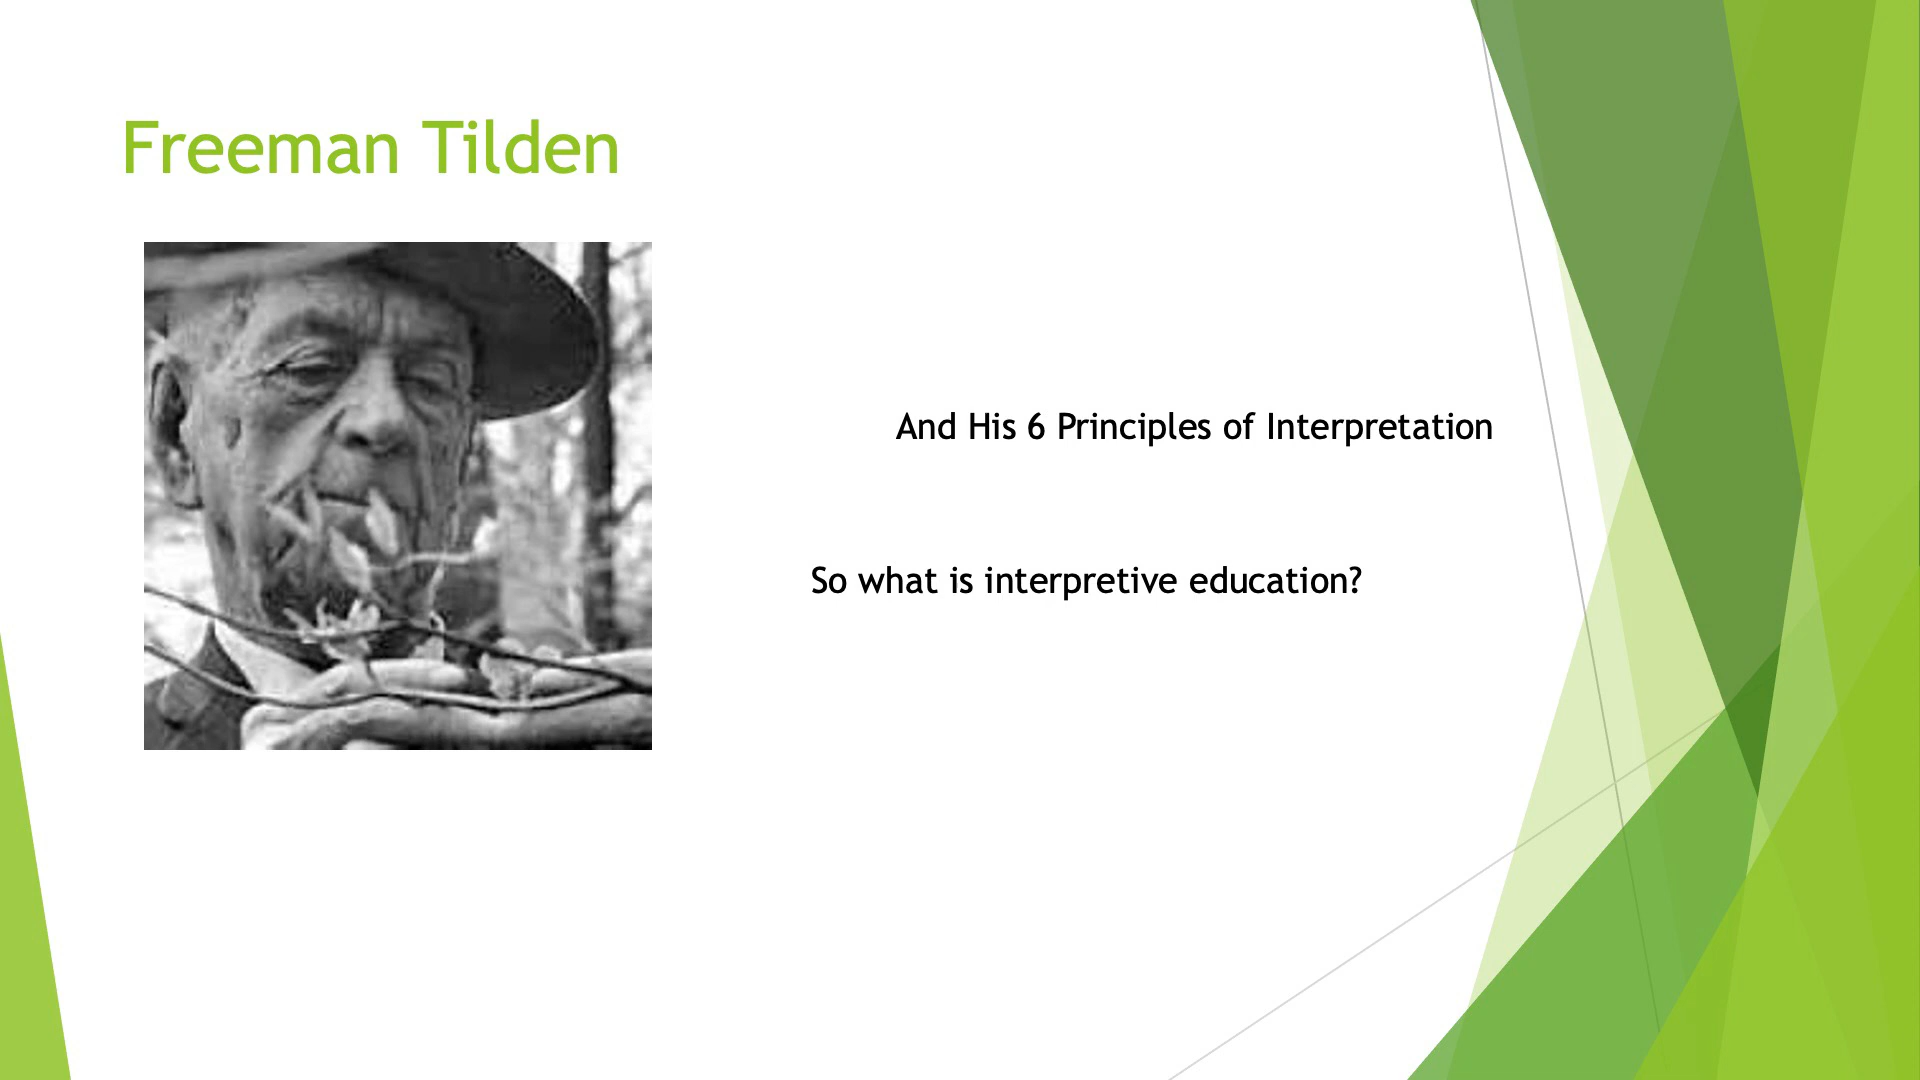 Freeman Tilden
And His 6 Principles of Interpretation
So what is interpretive education?